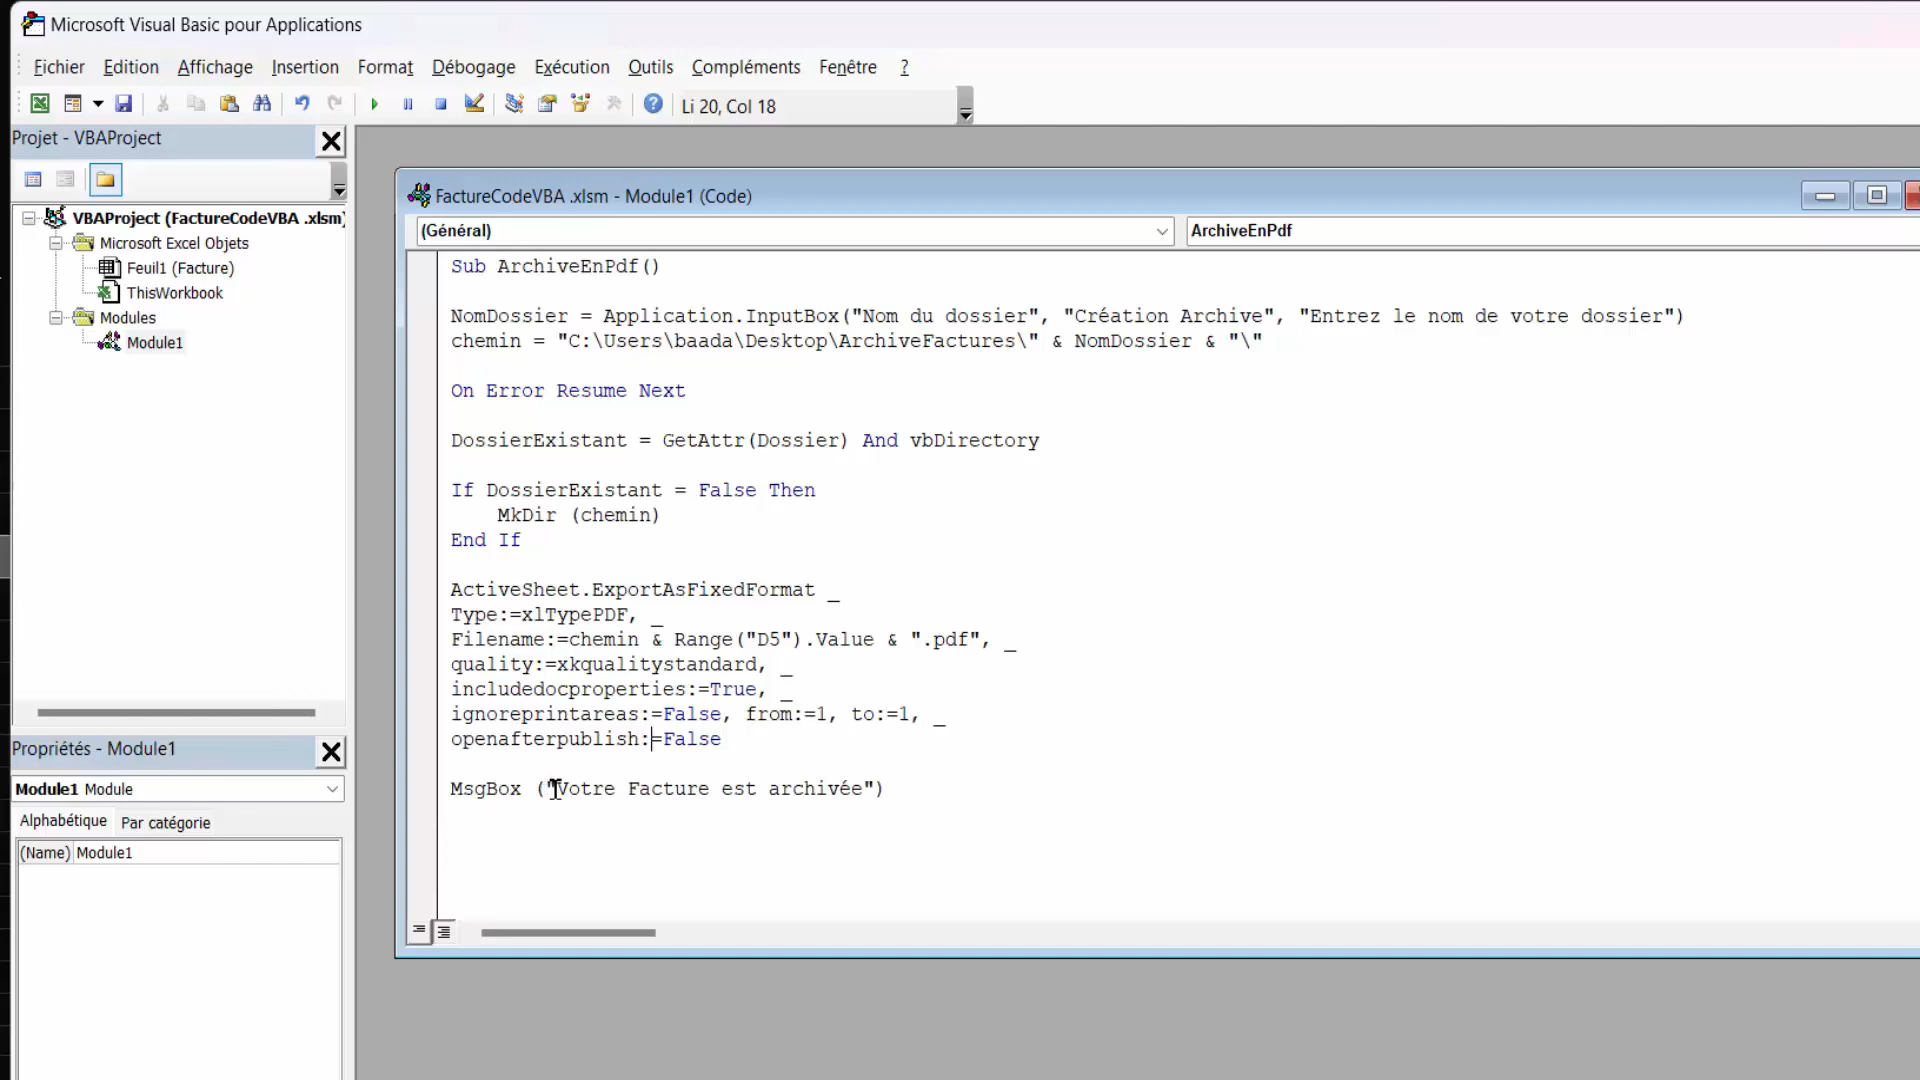 Microsoft Visual Basic pour Applications
Fichier Edition Affichage Insertion Format Débogage Exécution Outils Compléments Fenêtre ?
Li 20, Col 18
Projet - VBAProject
VBAProject (FactureCodeVBA .xlsm)
Microsoft Excel Objets
Feuil1 (Facture)
ThisWorkbook
Modules
Module1
Propriétés - Module1
Module1 Module
Alphabétique Par catégorie
(Name) Module1
FactureCodeVBA .xlsm - Module1 (Code)
(Général) ArchiveEnPdf
Sub ArchiveEnPdf()
NomDossier = Application.InputBox("Nom du dossier", "Création Archive", "Entrez le nom de votre dossier")
chemin = "C:\Users\baada\Desktop\ArchiveFactures\" & NomDossier & "\"
On Error Resume Next
DossierExistant = GetAttr(Dossier) And vbDirectory
If DossierExistant = False Then
MkDir (chemin)
End If
ActiveSheet.ExportAsFixedFormat _
Type:=xlTypePDF, _
Filename:=chemin & Range("D5").Value & ".pdf", _
quality:=xkqualitystandard, _
includedocproperties:=True, _
ignoreprintareas:=False, from:=1, to:=1, _
openafterpublish:=False
MsgBox ("Votre Facture est archivée")